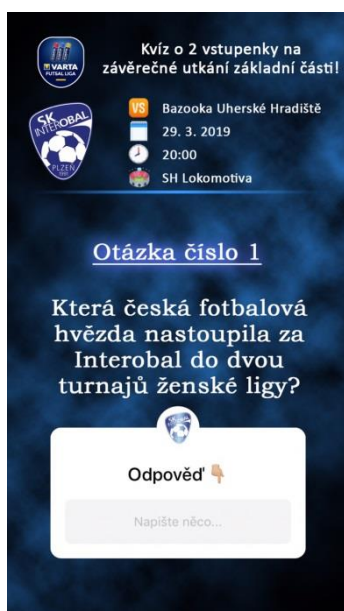 VARTA
FUTSAL LIGA
Kvíz o 2 vstupenky na
závěrečné utkání základní části!
SK
INTEROBAL
PLZEŇ
VS Bazooka Uherské Hradiště
29. 3. 2019
20:00
SH Lokomotiva
Otázka číslo 1
Která česká fotbalová
hvězda nastoupila za
Interobal do dvou
turnajů ženské ligy?
Odpověď
Napište něco...